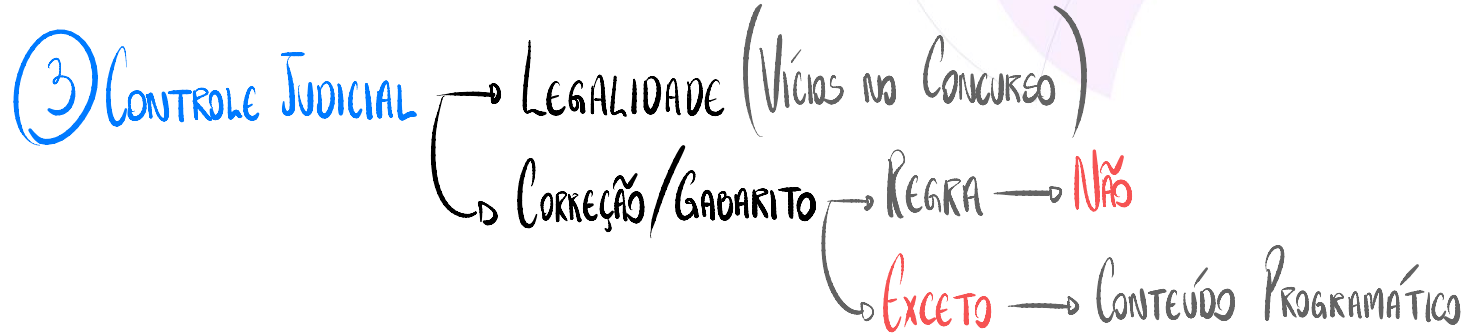 3 CONTROLE JUDICIAL → LEGALIDADE (VÍCIOS NO CONCURSO)
CORREÇÃO/GABARITO → REGRA → NÃO
EXCETO → CONTEÚDO PROGRAMÁTICO